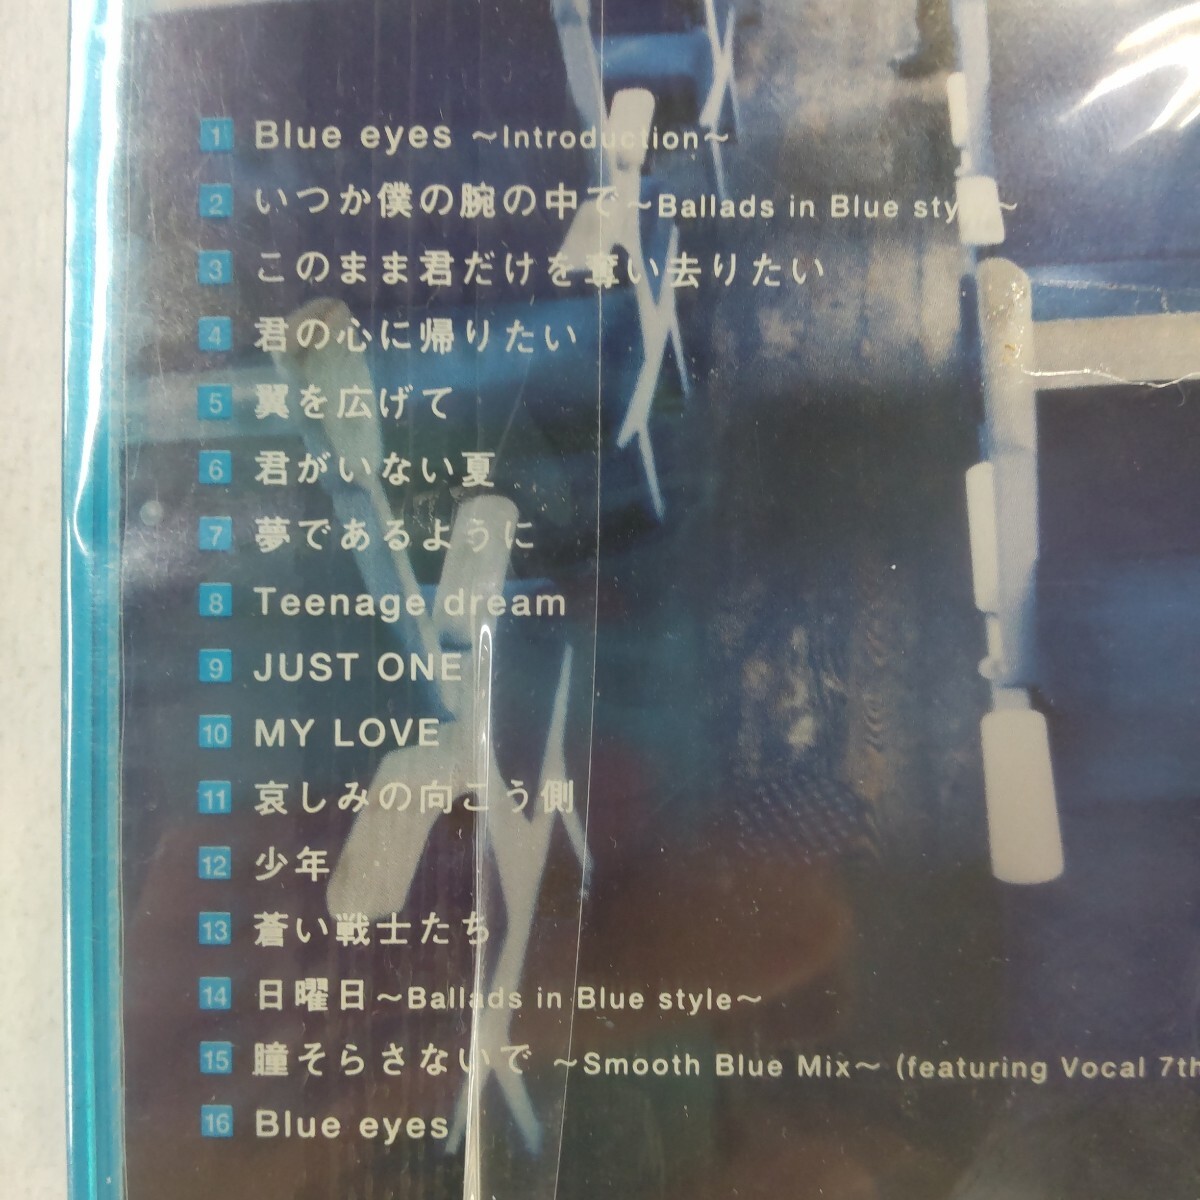 1 Blue eyes ～Introduction～
2 いつか僕の腕の中で～Ballads in Blue style～
3 このまま君だけを奪い去りたい
4 君の心に帰りたい
5 翼を広げて
6 君がいない夏
7 夢であるように
8 Teenage dream
9 JUST ONE
10 MY LOVE
11 哀しみの向こう側
12 少年
13 蒼い戦士たち
14 日曜日～Ballads in Blue style～
15 瞳そらさないで ～Smooth Blue Mix～ (featuring Vocal 7th
16 Blue eyes